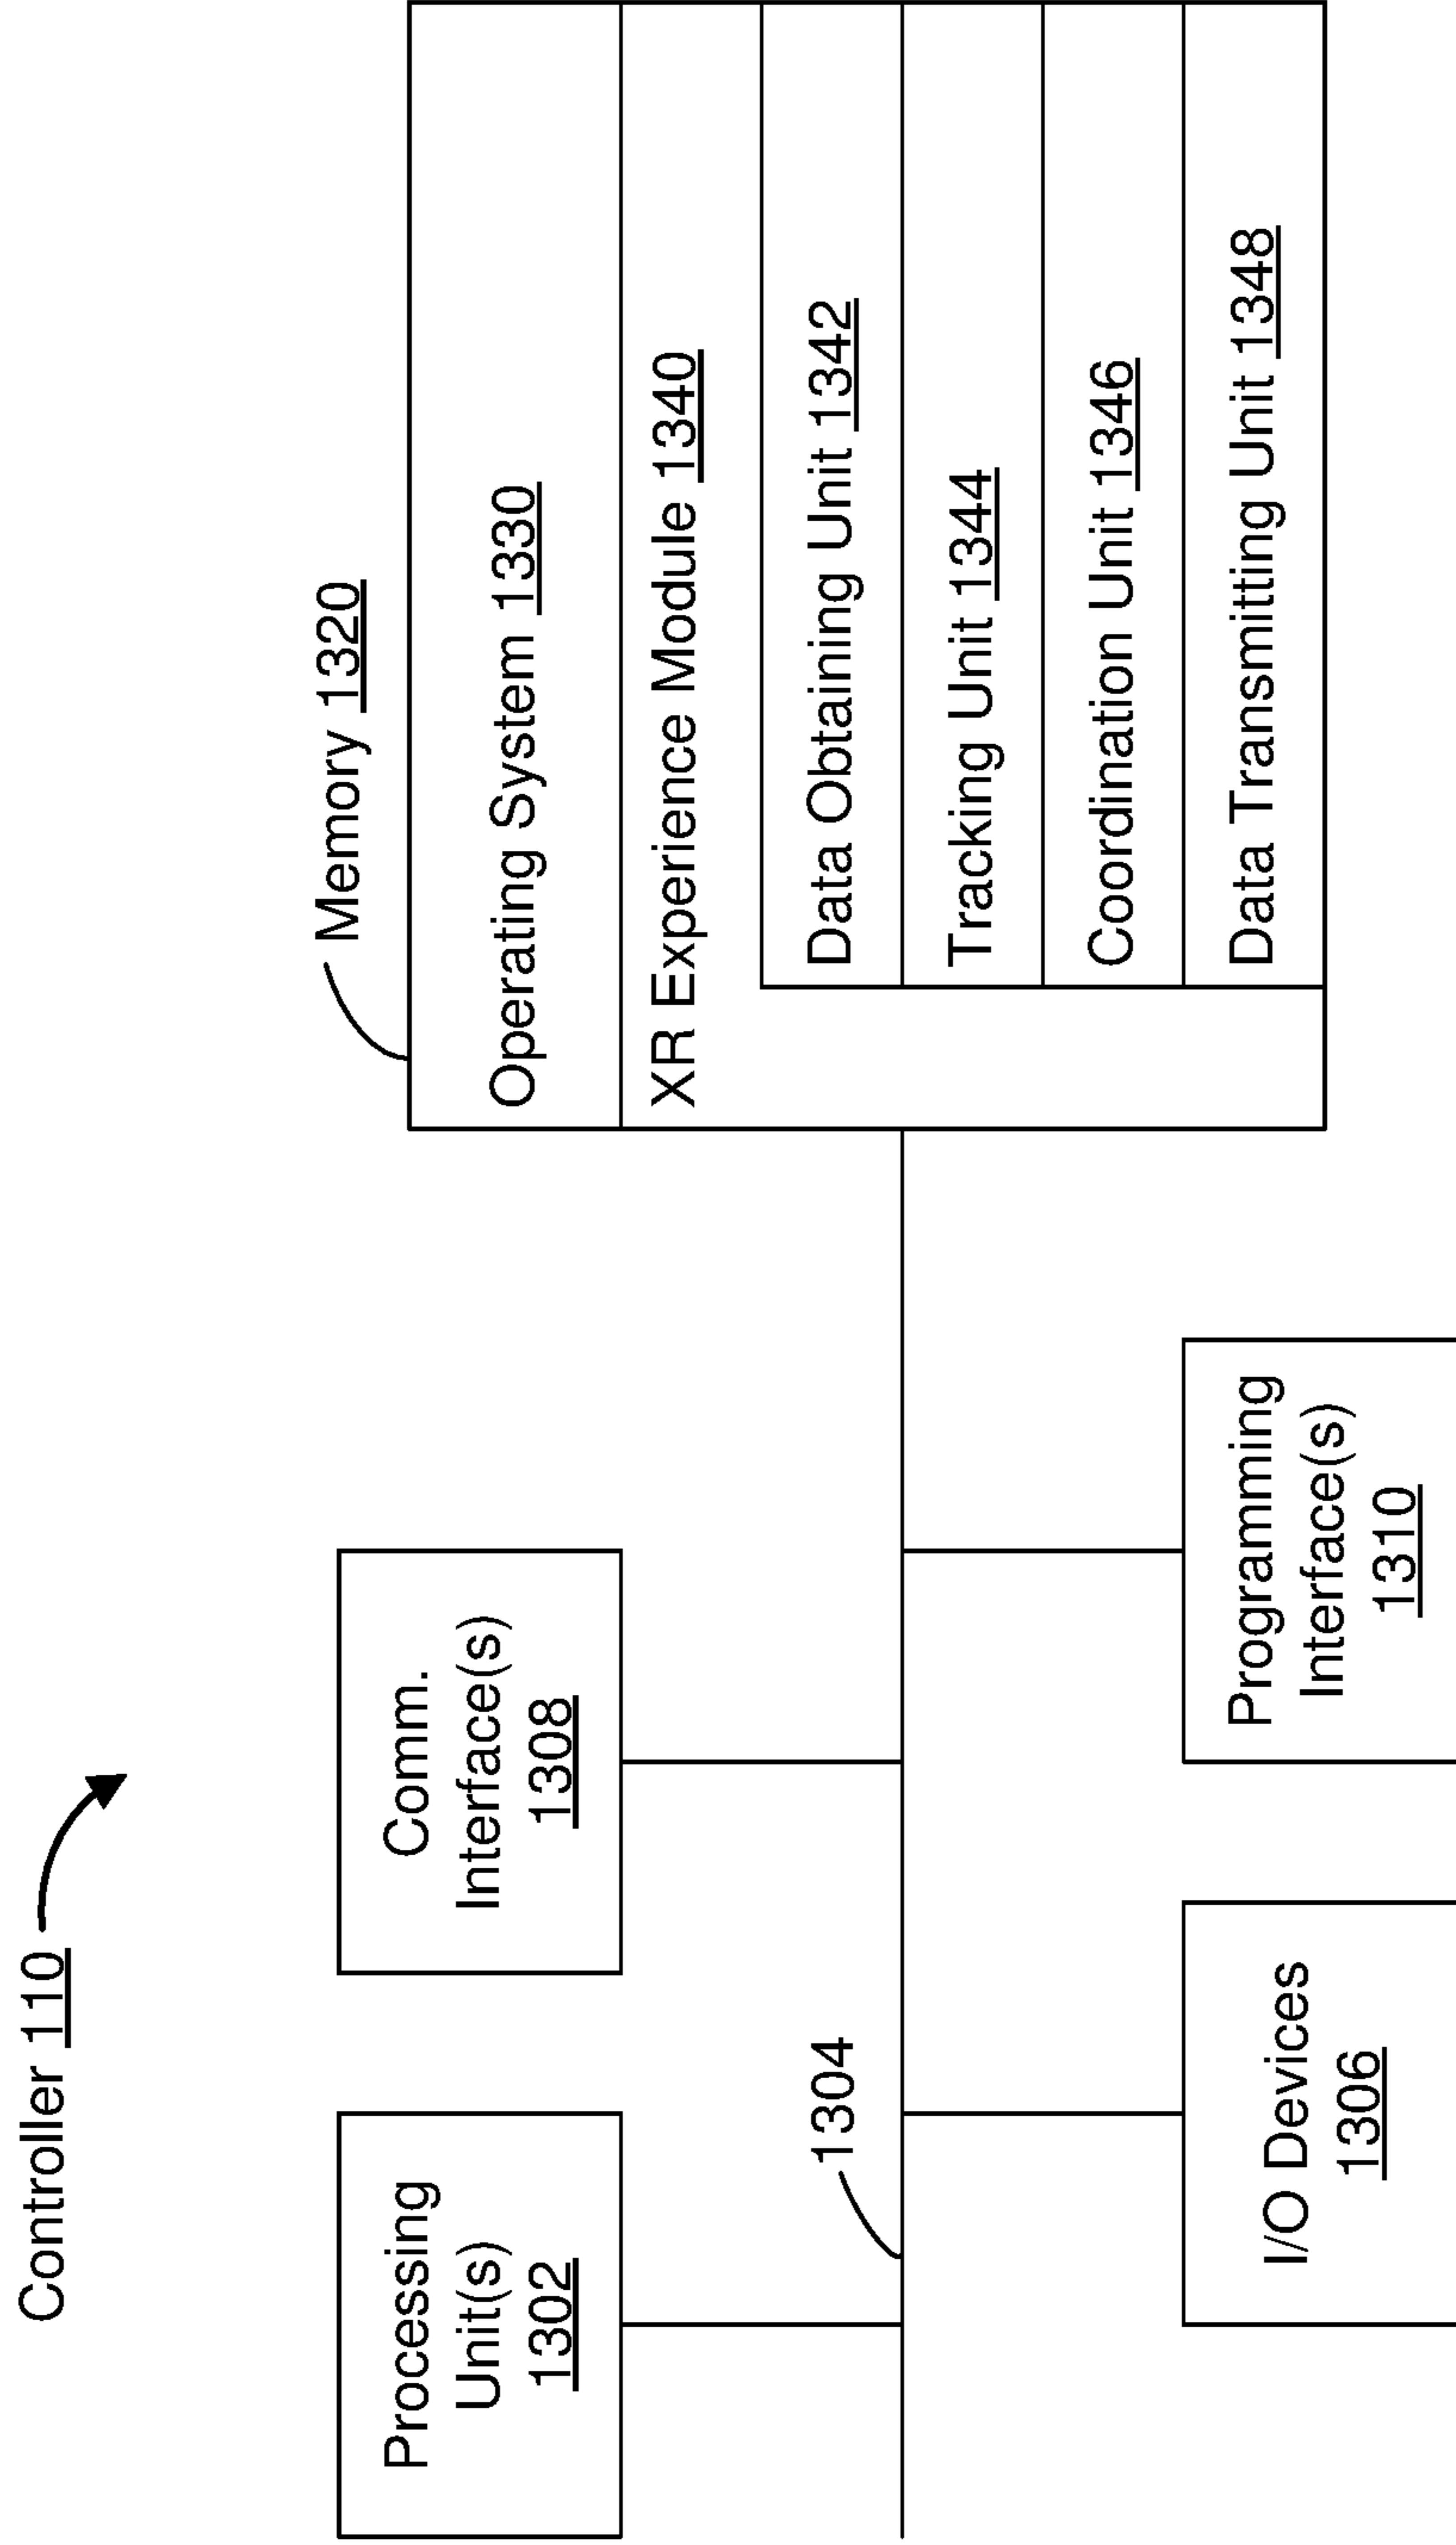 Controller 110
Processing
Unit(s)
1302
Comm.
Interface(s)
1308
Memory 1320
Operating System 1330
XR Experience Module 1340
Data Obtaining Unit 1342
Tracking Unit 1344
Coordination Unit 1346
Data Transmitting Unit 1348
1304
I/O Devices
1306
Programming
Interface(s)
1310